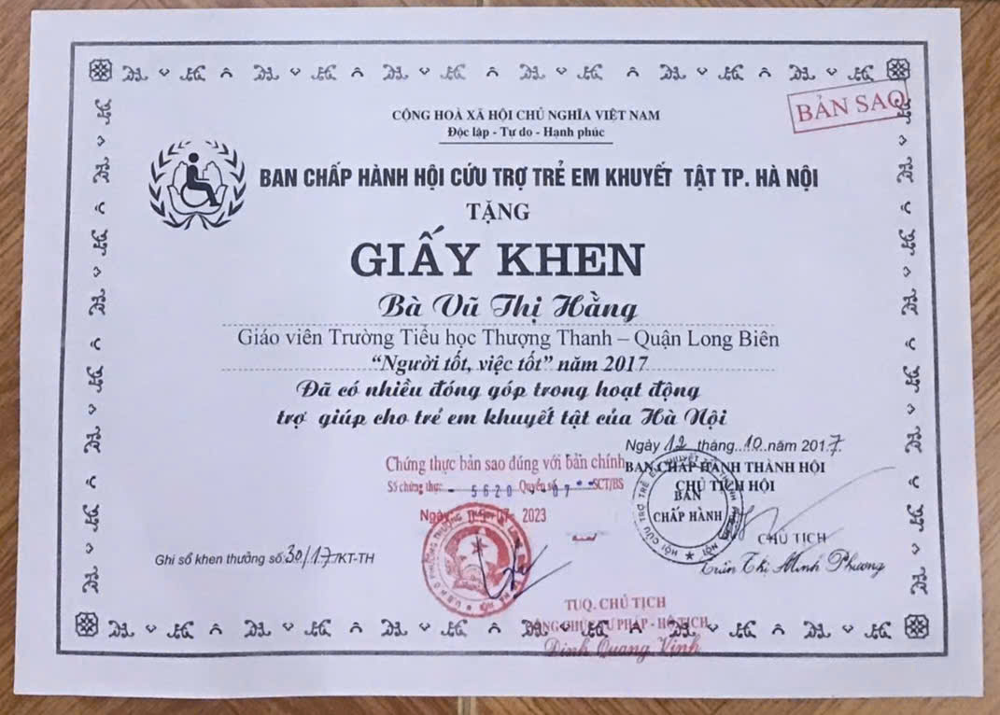 CỘNG HOÀ XÃ HỘI CHỦ NGHĨA VIỆT NAM
Độc lập - Tư do - Hạnh phúc
BẢN SAO
BAN CHẤP HÀNH HỘI CỨU TRỢ TRẺ EM KHUYẾT TẬT TP. HÀ NỘI
TẶNG
GIẤY KHEN
Bà Vũ Thị Hằng
Giáo viên Trường Tiểu học Thượng Thanh – Quận Long Biên
“Người tốt, việc tốt” năm 2017
Đã có nhiều đóng góp trong hoạt động
trợ giúp cho trẻ em khuyết tật của Hà Nội
Ngày 12 tháng 10 năm 2017.
BAN CHẤP HÀNH THÀNH HỘI
CHỦ TỊCH HỘI
BAN
CHẤP HÀNH
CHỦ TỊCH
Trần Thị Minh Phương
Chứng thực bản sao đúng với bản chính
Số chứng thực 5620 Quyển số SCT/BS
Ngày: 07- 2023
Ghi sổ khen thưởng số: 30/17/KT-TH
TUQ. CHỦ TỊCH
CÔNG CHỨC TƯ PHÁP - HỘ TỊCH
Đinh Quang Vinh